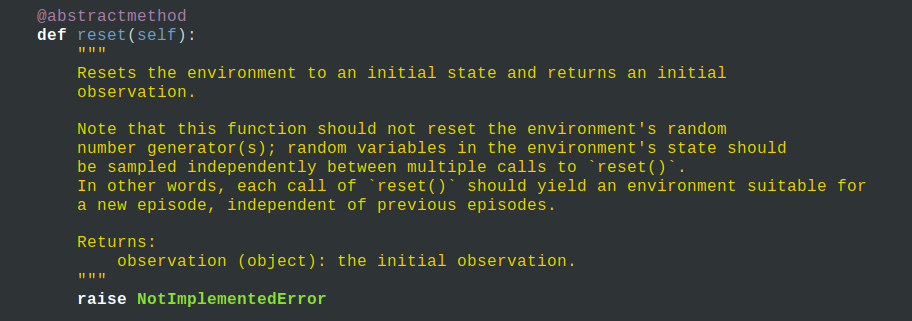 @abstractmethod
def reset(self):
"""
Resets the environment to an initial state and returns an initial
observation.
Note that this function should not reset the environment's random
number generator(s); random variables in the environment's state should
be sampled independently between multiple calls to `reset()`.
In other words, each call of `reset()` should yield an environment suitable for
a new episode, independent of previous episodes.
Returns:
observation (object): the initial observation.
"""
raise NotImplementedError